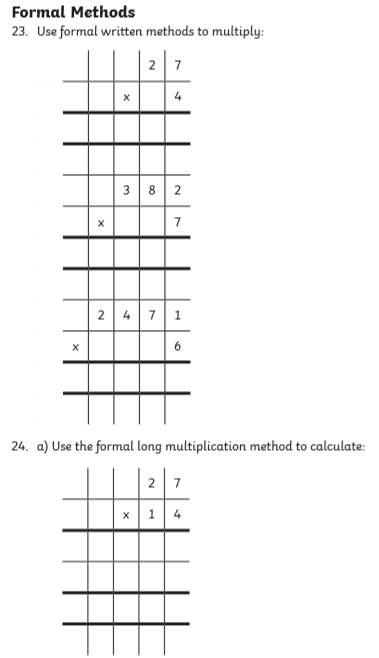 Formal Methods
23. Use formal written methods to multiply:
2 7
x 4
3 8 2
x 7
2 4 7 1
x 6
24. a) Use the formal long multiplication method to calculate:
2 7
x 1 4